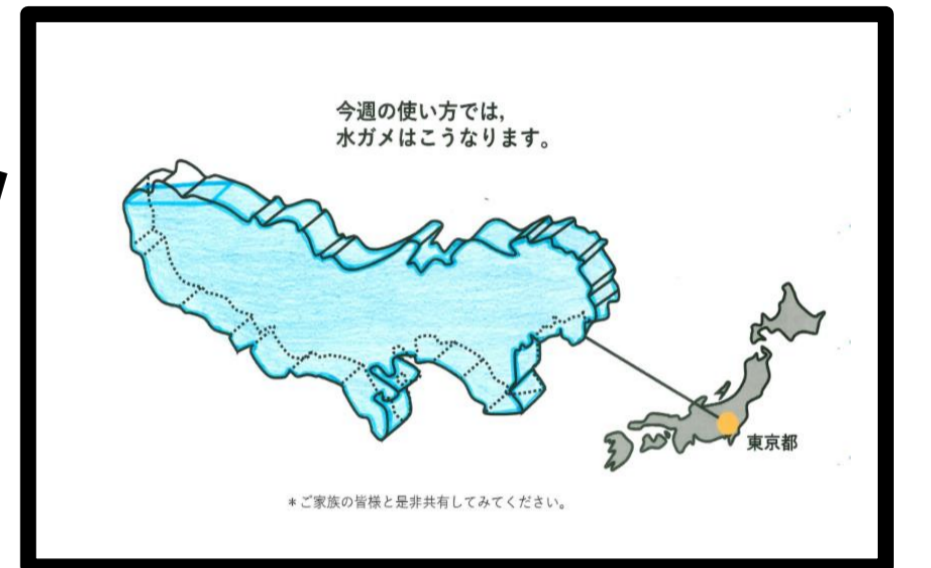 今週の使い方では,
水ガメはこうなります。
東京都
*ご家族の皆様と是非共有してみてください。